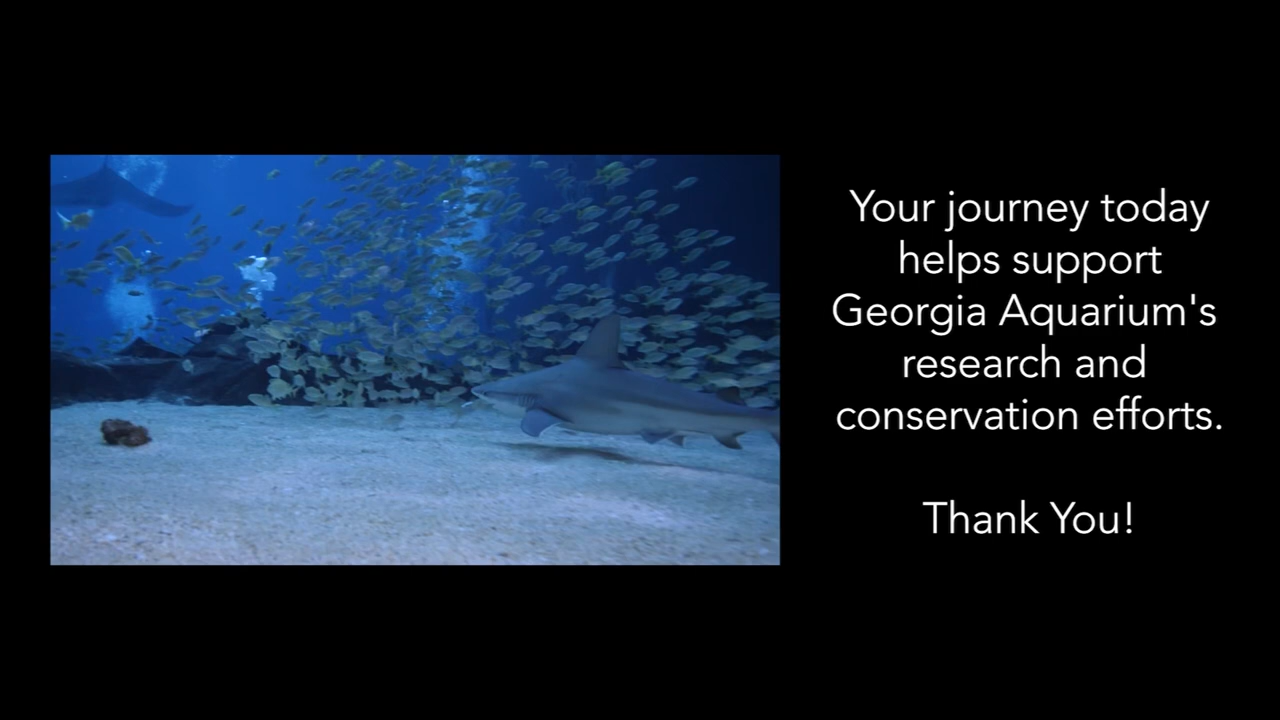 Your journey today
helps support
Georgia Aquarium's
research and
conservation efforts.
Thank You!